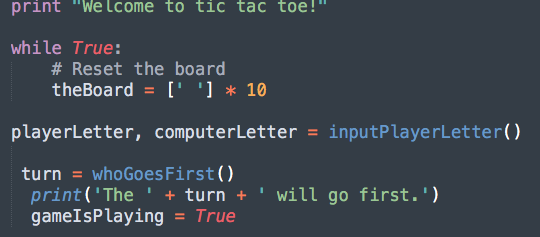 print "Welcome to tic tac toe!"
while True:
# Reset the board
theBoard = [' '] * 10
playerLetter, computerLetter = inputPlayerLetter()
turn = whoGoesFirst()
print('The ' + turn + ' will go first.')
gameIsPlaying = True